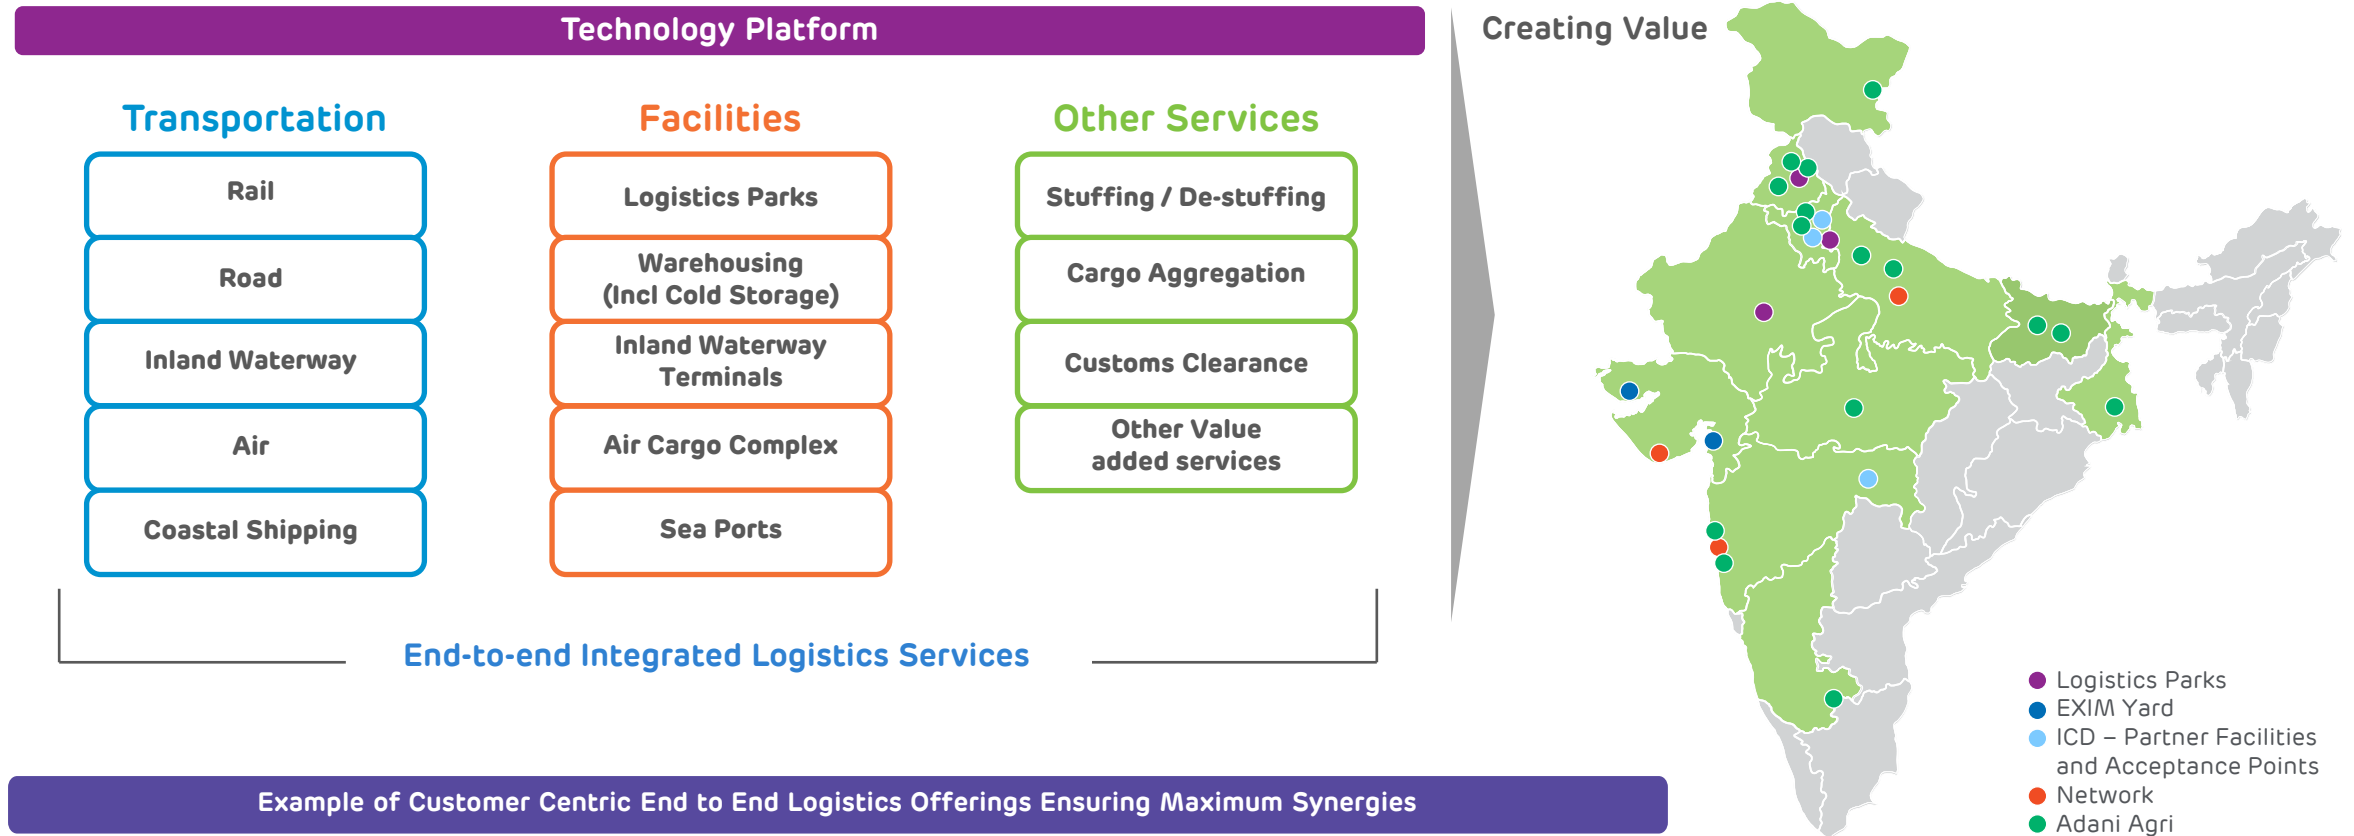 Technology Platform
Creating Value
Transportation
Rail
Road
Inland Waterway
Air
Coastal Shipping
Facilities
Logistics Parks
Warehousing
(Incl Cold Storage)
Inland Waterway
Terminals
Air Cargo Complex
Sea Ports
Other Services
Stuffing / De-stuffing
Cargo Aggregation
Customs Clearance
Other Value
added services
End-to-end Integrated Logistics Services
Logistics Parks
EXIM Yard
ICD – Partner Facilities
and Acceptance Points
Network
Adani Agri
Example of Customer Centric End to End Logistics Offerings Ensuring Maximum Synergies